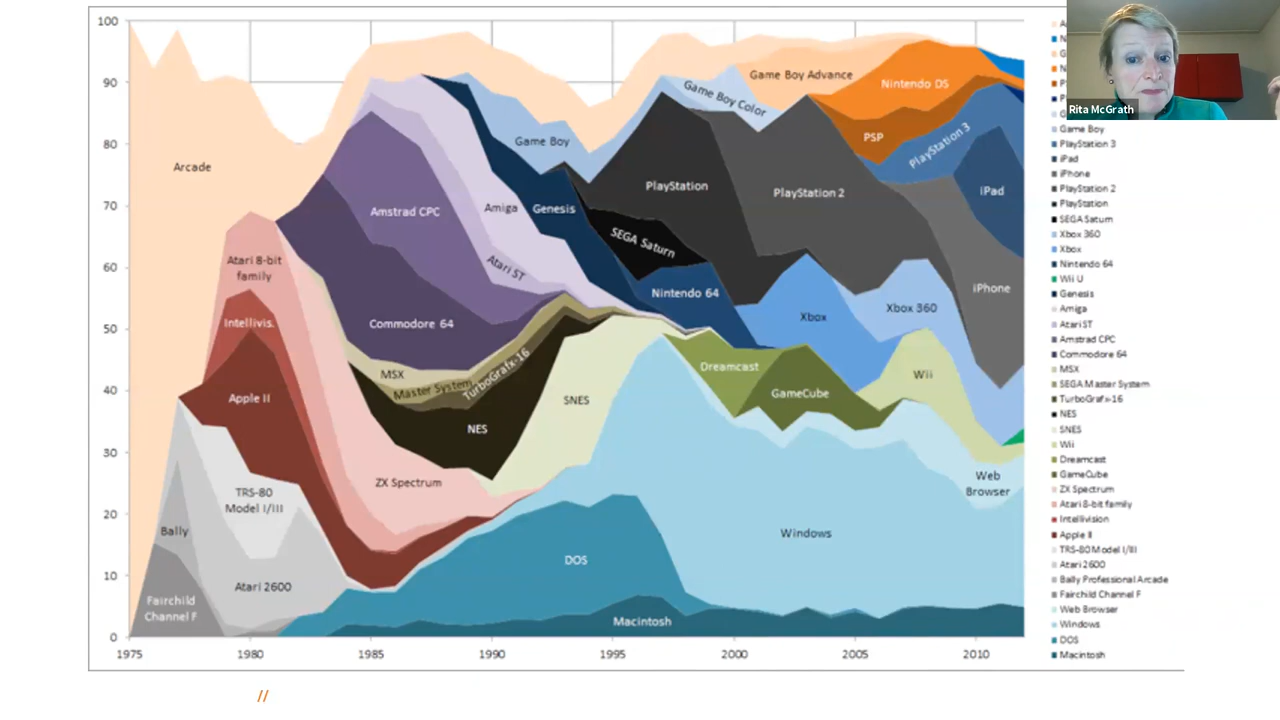 100
90
80
70
60
50
40
30
20
10
0
1975
1980
1985
1990
1995
2000
2005
2010
Arcade
Atari 8-bit
family
Intellivis.
Apple II
TRS-80
Model I/III
Bally
Atari 2600
Fairchild
Channel F
Amstrad CPC
Commodore 64
MSX
Master System
TurboGrafx-16
NES
ZX Spectrum
Amiga
Atari ST
Game Boy
Genesis
SNES
DOS
Macintosh
PlayStation
SEGA Saturn
Nintendo 64
Game Boy Color
Game Boy Advance
PlayStation 2
Xbox
Dreamcast
GameCube
Windows
Nintendo DS
PSP
PlayStation 3
iPad
iPhone
Xbox 360
Wii
Web
Browser
Rita McGrath
Game Boy
PlayStation 3
iPad
iPhone
PlayStation 2
PlayStation
SEGA Saturn
Xbox 360
Xbox
Nintendo 64
Wii U
Genesis
Amiga
Atari ST
Amstrad CPC
Commodore 64
MSX
SEGA Master System
TurboGrafx-16
NES
SNES
Wii
Dreamcast
GameCube
ZX Spectrum
Atari 8-bit family
Intellivision
Apple II
TRS-80 Model I/III
Atari 2600
Bally Professional Arcade
Fairchild Channel F
Web Browser
Windows
DOS
Macintosh
//